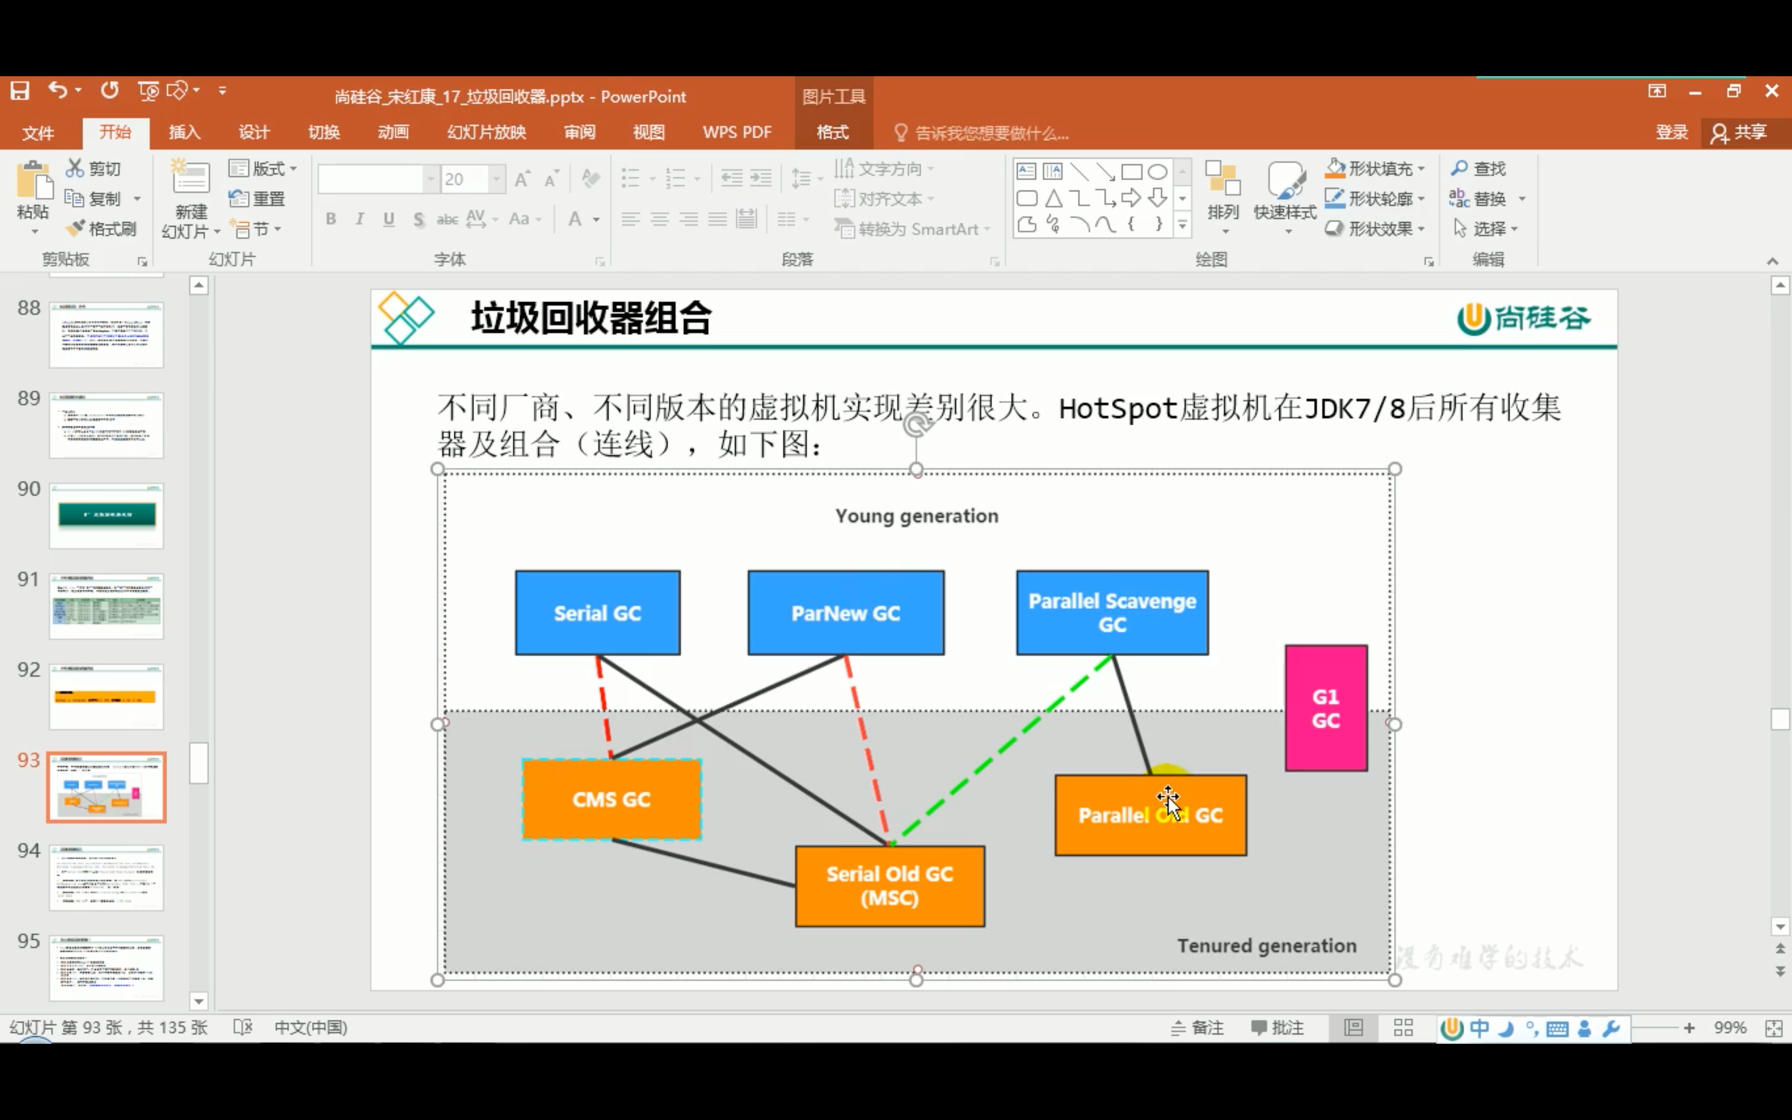 尚硅谷_宋红康_17_垃圾回收器.pptx - PowerPoint
图片工具
文件 开始 插入 设计 切换 动画 幻灯片放映 审阅 视图 WPS PDF 格式 告诉我您想要做什么... 登录 共享
粘贴
剪切
复制
格式刷
剪贴板
新建
幻灯片
版式
重置
节
幻灯片
20
B I U S abc AV Aa A
字体
文字方向
对齐文本
转换为 SmartArt
段落
排列
快速样式
形状填充
形状轮廓
形状效果
绘图
查找
替换
选择
编辑
88
89
90
91
92
93
94
95
垃圾回收器组合
尚硅谷
不同厂商、不同版本的虚拟机实现差别很大。HotSpot虚拟机在JDK7/8后所有收集
器及组合（连线），如下图：
Young generation
Serial GC
ParNew GC
Parallel Scavenge
GC
G1
GC
CMS GC
Parallel Old GC
Serial Old GC
(MSC)
Tenured generation
没有难学的技术
幻灯片 第 93 张，共 135 张 中文(中国) 备注 批注 中 99%